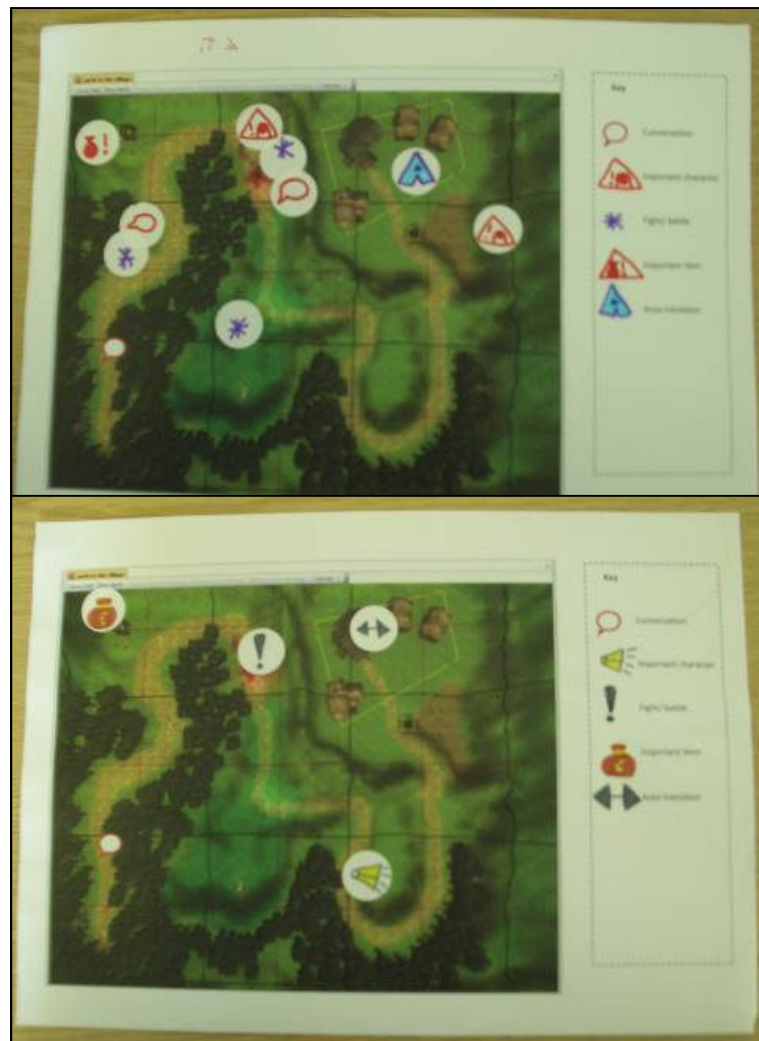 Key
Conversation
Important character
Fight/ battle
Important item
Area transition
Key
Conversation
Important character
Fight/ battle
Important item
Area transition